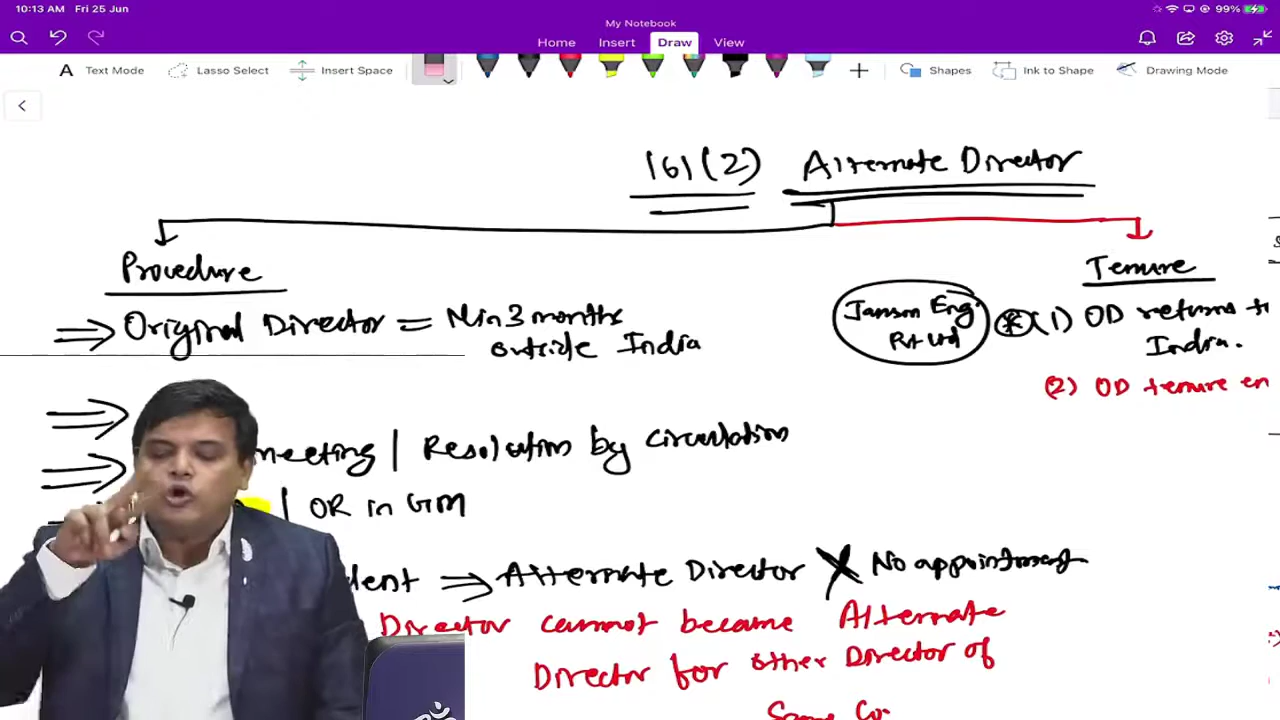 10:13 AM Fri 25 Jun
99%
My Notebook
Home Insert Draw View
A Text Mode Lasso Select Insert Space Shapes Ink to Shape Drawing Mode
161(2) Alternate Director
Procedure
Tenure
Original Director = Min 3 months
outside India
Janson Eng.
Pvt Ltd
(1) OD returns t
India.
(2) OD tenure en
meeting | Resolution by circulation
| OR in GM
dent ⇒ Alternate Director X No appointment
Director cannot became Alternate
Director for other Director of
Same Co.